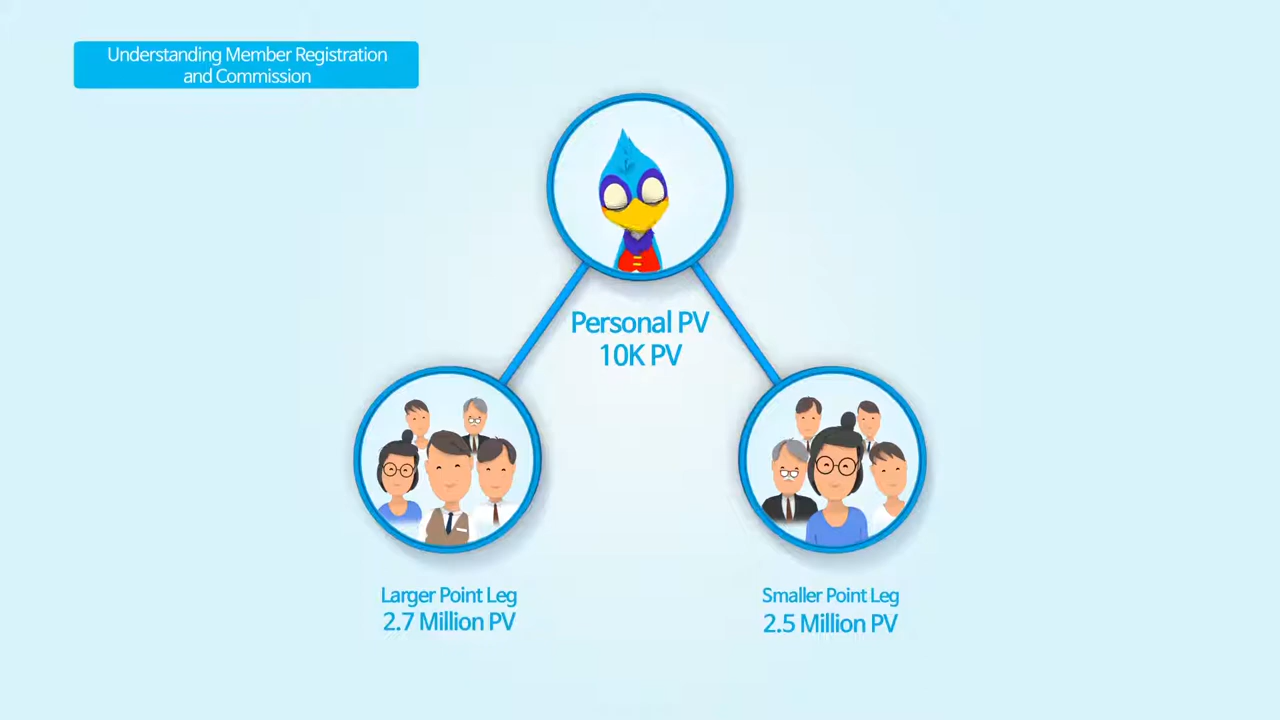 Understanding Member Registration
and Commission
Personal PV
10K PV
Larger Point Leg
2.7 Million PV
Smaller Point Leg
2.5 Million PV